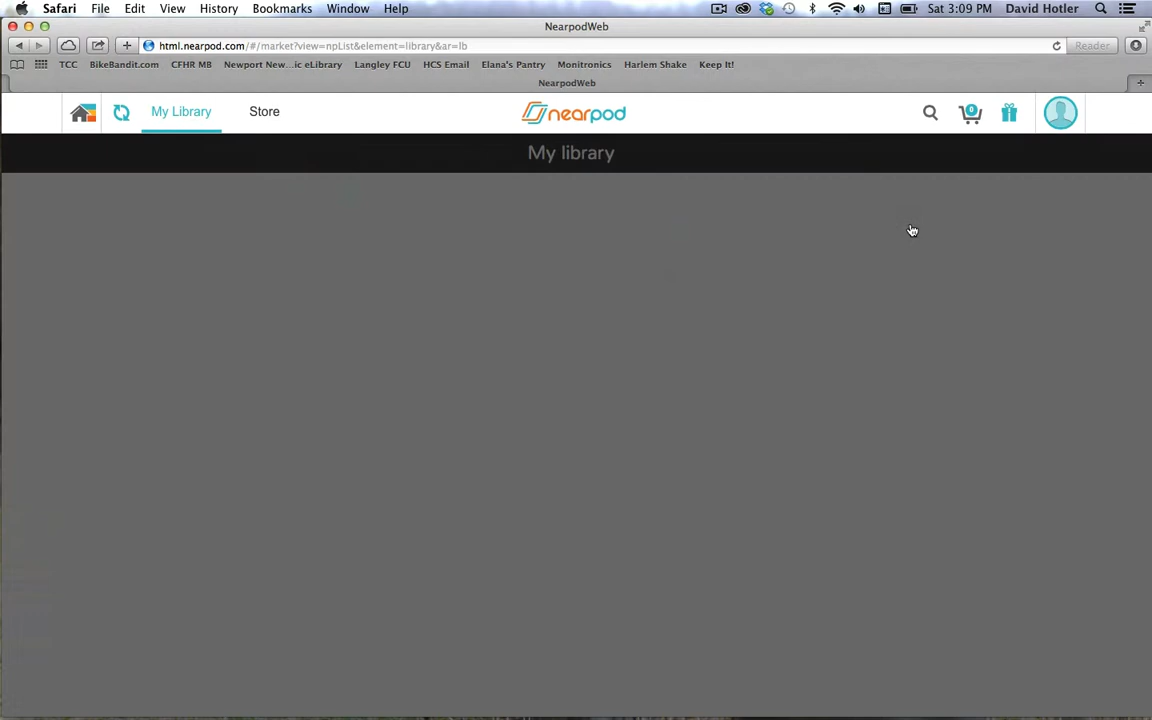 Safari File Edit View History Bookmarks Window Help Sat 3:09 PM David Hotler
NearpodWeb
html.nearpod.com/#/market?view=npList&element=library&ar=lb Reader
TCC BikeBandit.com CFHR MB Newport New...ic eLibrary Langley FCU HCS Email Elana's Pantry Monitronics Harlem Shake Keep It!
NearpodWeb
My Library Store nearpod 0
My library